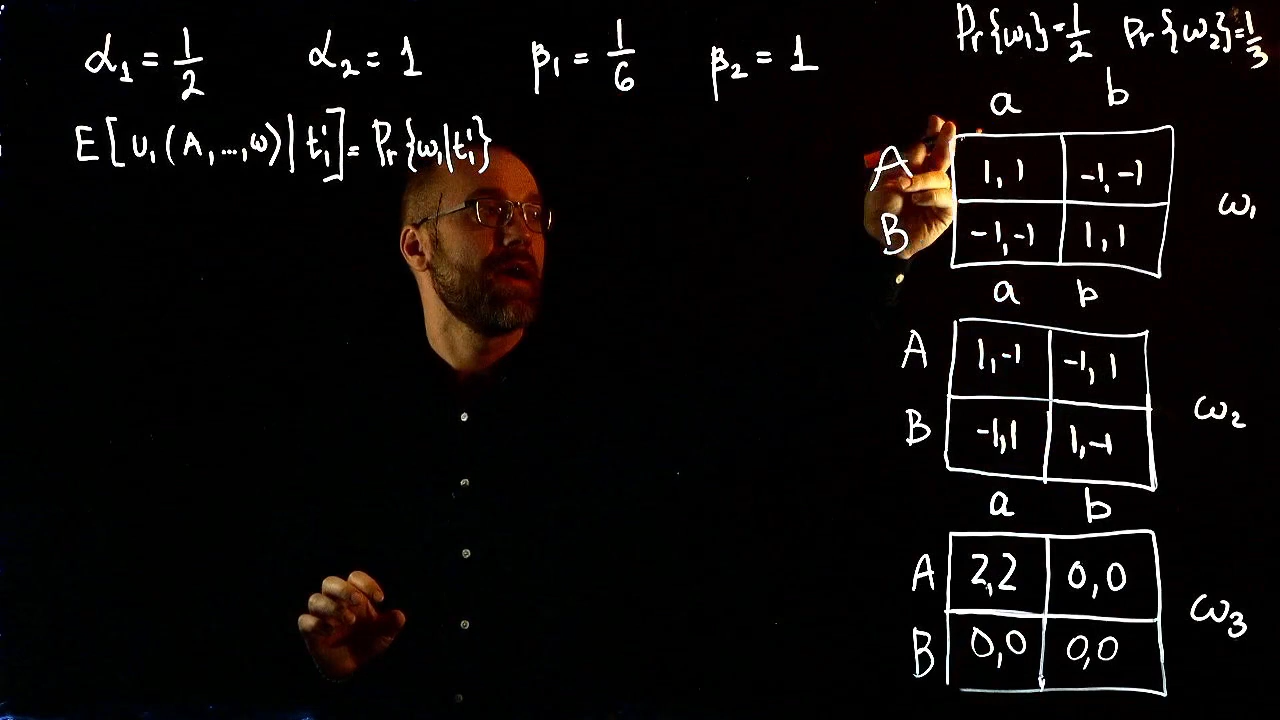 α₁ = 1/2 α₂ = 1 β₁ = 1/6 β₂ = 1
Pr{ω₁}=1/2 Pr{ω₂}=1/3
E[u₁(A,...,ω)|t₁']= Pr{ω₁|t₁'}
a b
A 1,1 -1,-1
B -1,-1 1,1
ω₁
a b
A 1,-1 -1,1
B -1,1 1,-1
ω₂
a b
A 2,2 0,0
B 0,0 0,0
ω₃